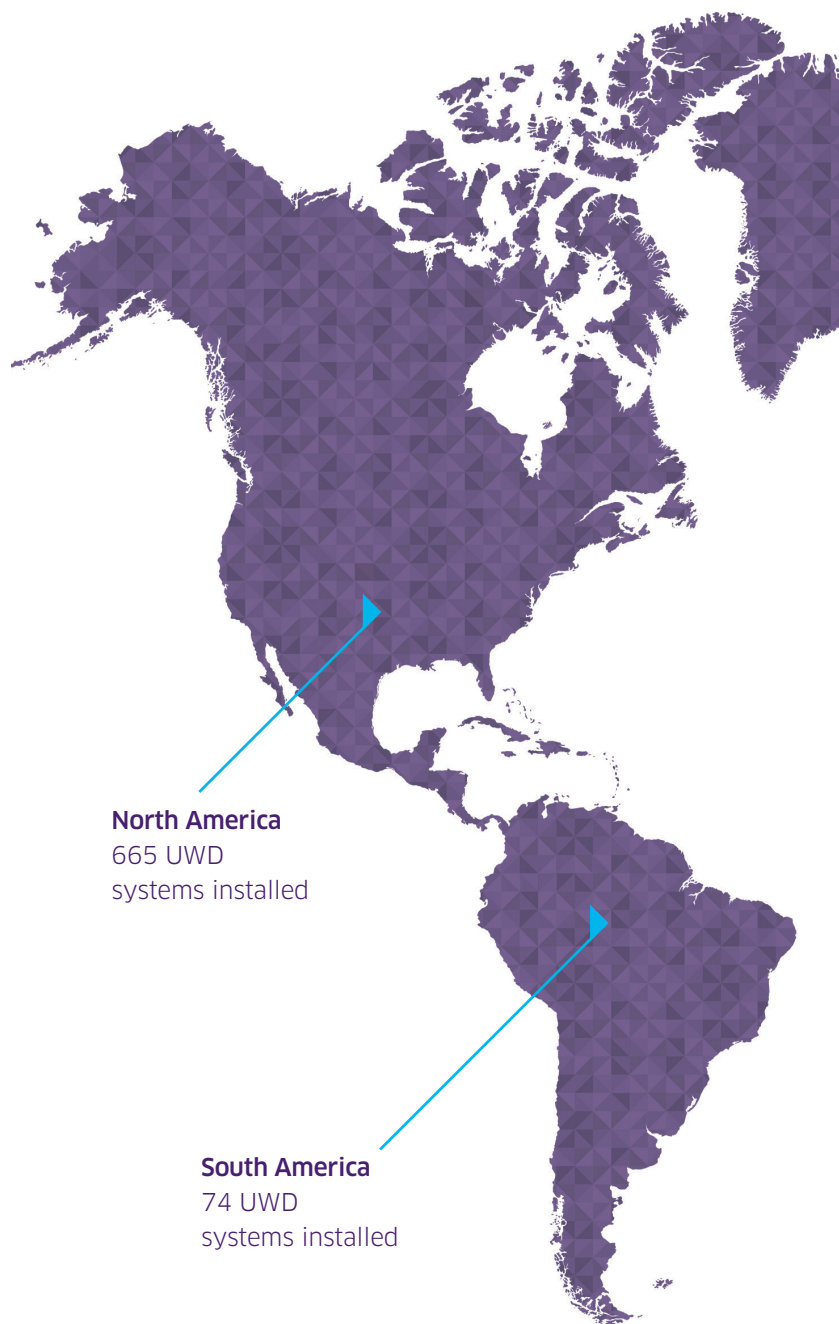 North America
665 UWD
systems installed
South America
74 UWD
systems installed